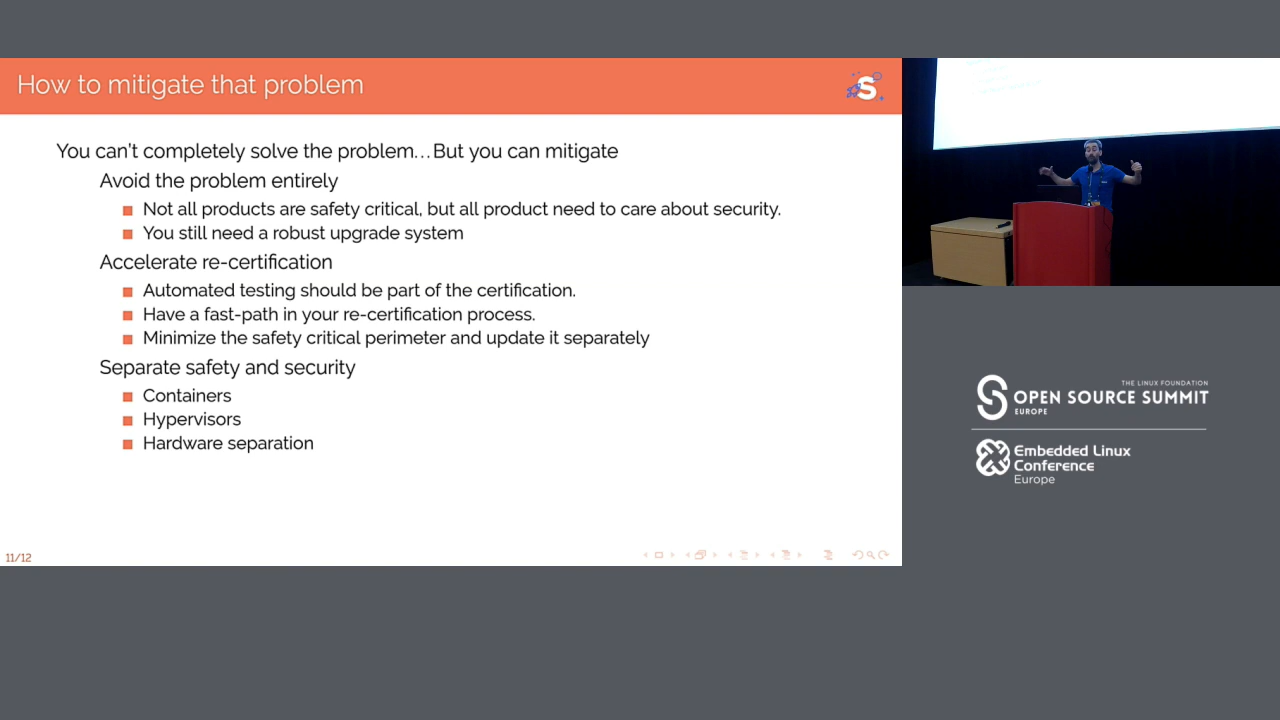 How to mitigate that problem
S
You can't completely solve the problem...But you can mitigate
Avoid the problem entirely
Not all products are safety critical, but all product need to care about security.
You still need a robust upgrade system
Accelerate re-certification
Automated testing should be part of the certification.
Have a fast-path in your re-certification process.
Minimize the safety critical perimeter and update it separately
Separate safety and security
Containers
Hypervisors
Hardware separation
11/12
THE LINUX FOUNDATION
OPEN SOURCE SUMMIT
EUROPE
Embedded Linux
Conference
Europe